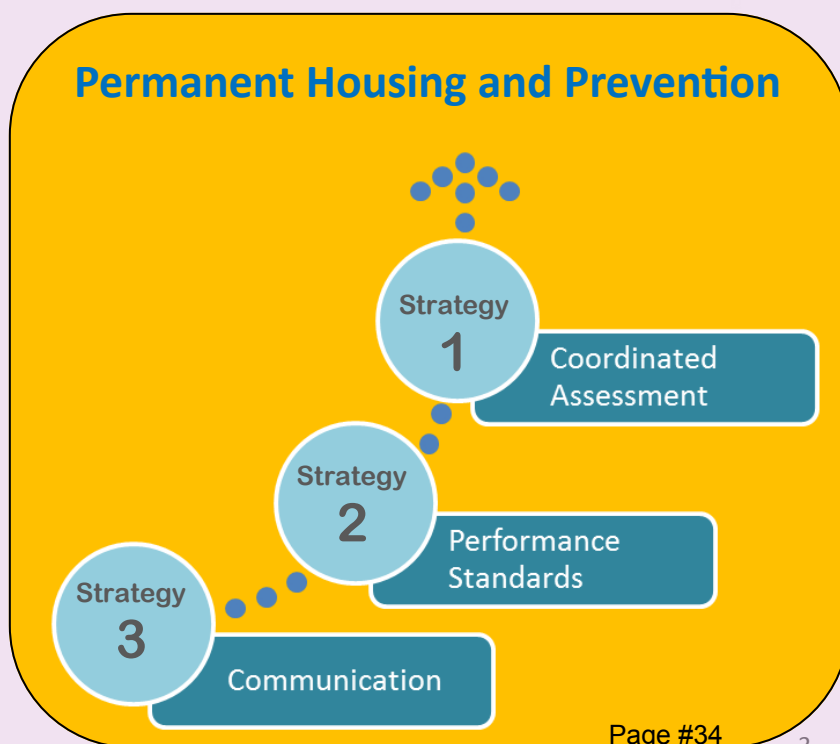 Permanent Housing and Prevention
Strategy
1
Coordinated
Assessment
Strategy
2
Performance
Standards
Strategy
3
Communication
Page #34